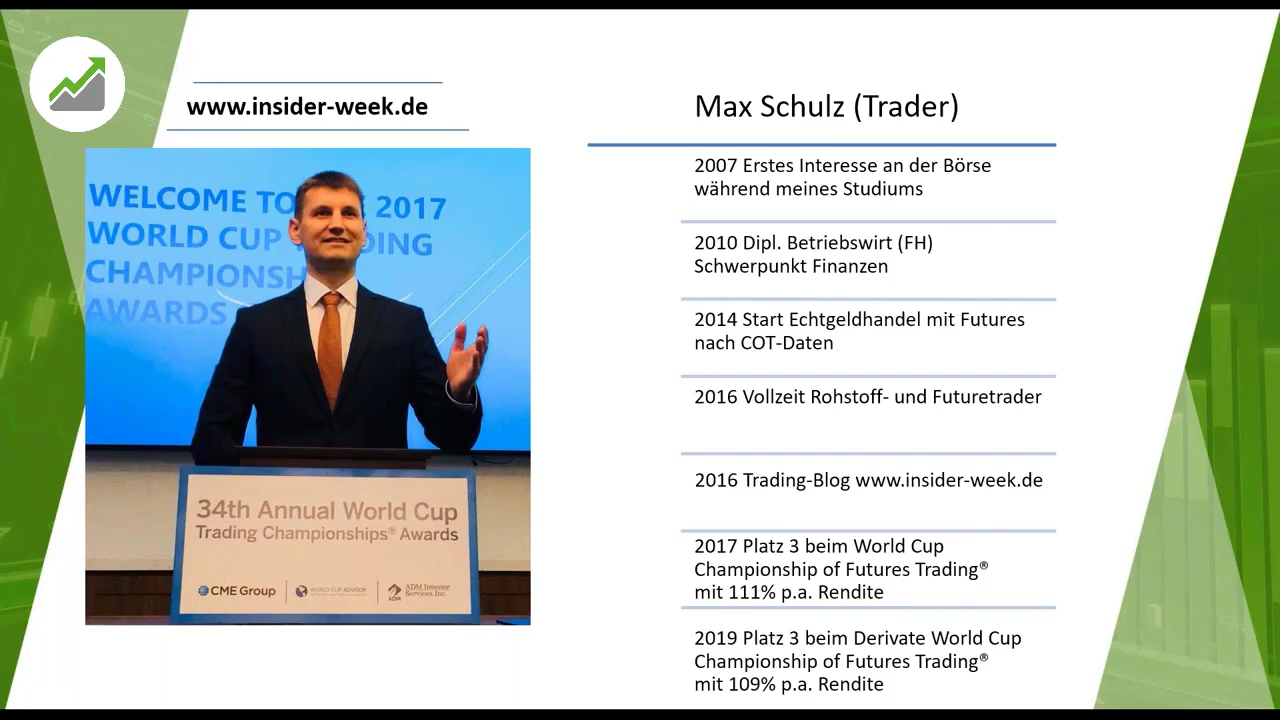 www.insider-week.de
WELCOME TO 2017
WORLD CUP
CHAMPIONSH
AWARDS
34th Annual World Cup
Trading Championships® Awards
CME Group
WORLD CUP ADVISOR
ADM
ADM Investor
Services, Inc.
Max Schulz (Trader)
2007 Erstes Interesse an der Börse
während meines Studiums
2010 Dipl. Betriebswirt (FH)
Schwerpunkt Finanzen
2014 Start Echtgeldhandel mit Futures
nach COT-Daten
2016 Vollzeit Rohstoff- und Futuretrader
2016 Trading-Blog www.insider-week.de
2017 Platz 3 beim World Cup
Championship of Futures Trading®
mit 111% p.a. Rendite
2019 Platz 3 beim Derivate World Cup
Championship of Futures Trading®
mit 109% p.a. Rendite